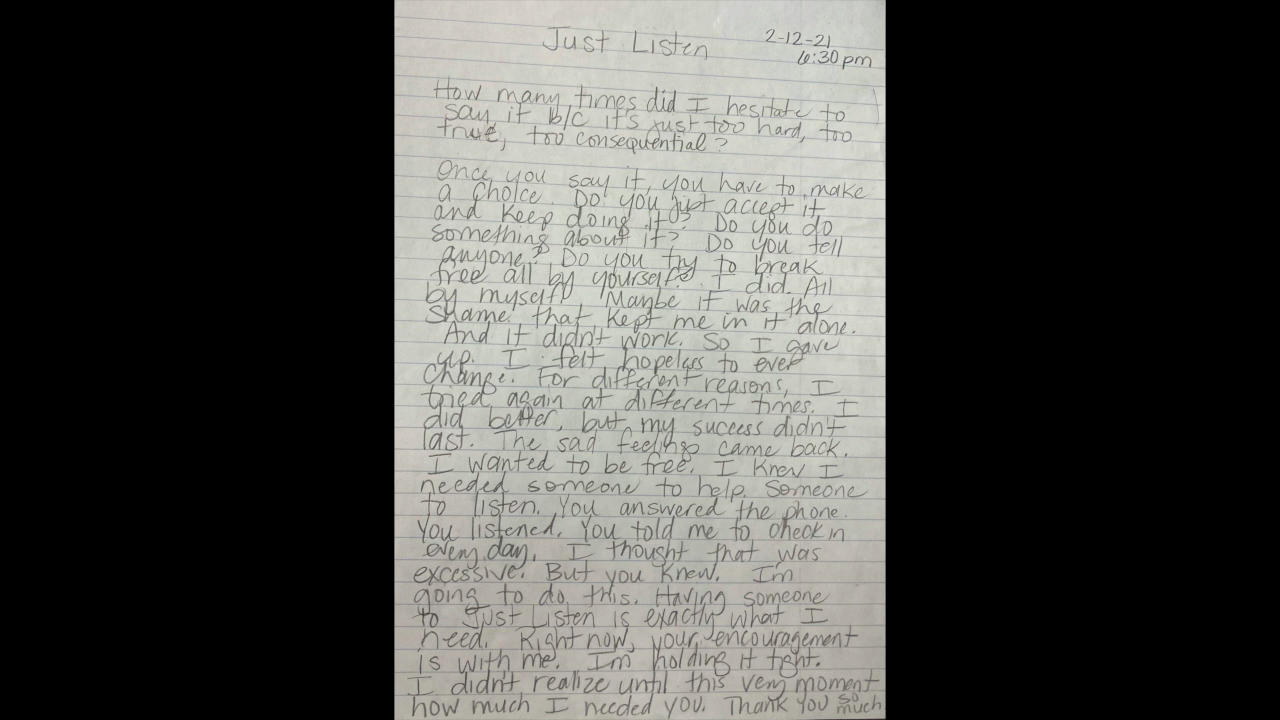 Just Listen
2-12-21
6:30pm
How many times did I hesitate to
say it b/c it's just too hard, too
true, too consequential?
Once you say it, you have to make
a choice. Do you just accept it
and keep doing it? Do you do
something about it? Do you tell
anyone? Do you try to break
free all by yourself? I did. All
by myself. Maybe it was the
shame that kept me in it alone.
And it didn't work. So I gave
up. I felt hopeless to ever
change. For different reasons, I
tried again at different times. I
did better, but my success didn't
last. The sad feelings came back.
I wanted to be free. I knew I
needed someone to help. Someone
to listen. You answered the phone.
You listened. You told me to check in
every day. I thought that was
excessive. But you knew. I'm
going to do this. Having someone
to Just Listen is exactly what I
need. Right now, your encouragement
is with me. I'm holding it tight.
I didn't realize until this very moment
how much I needed you. Thank you so much